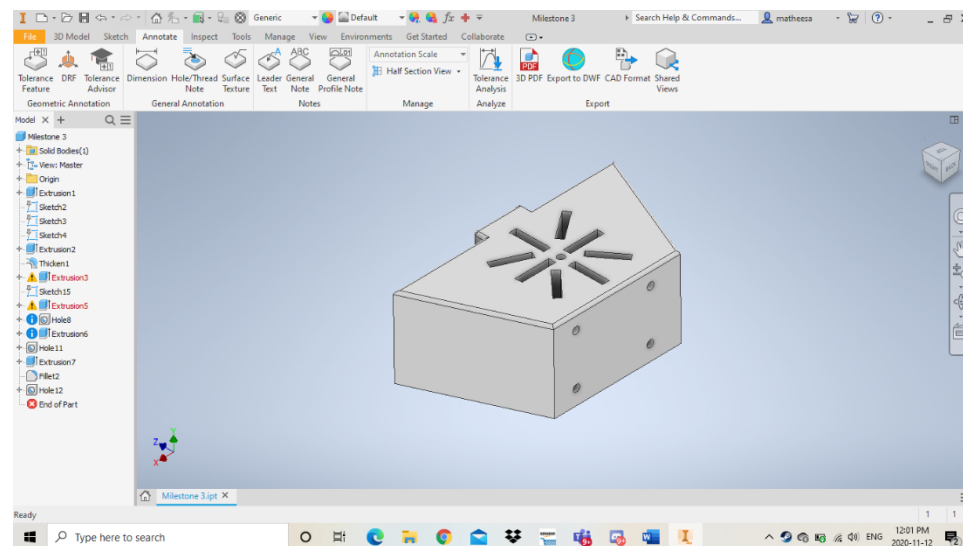 Generic Default Milestone 3 Search Help & Commands... matheesa
File 3D Model Sketch Annotate Inspect Tools Manage View Environments Get Started Collaborate
Tolerance Feature DRF Tolerance Advisor Dimension Hole/Thread Note Surface Texture Leader Text General Note General Profile Note Annotation Scale Half Section View Tolerance Analysis 3D PDF Export to DWF CAD Format Shared Views
Geometric Annotation General Annotation Notes Manage Analyze Export
Model
Milestone 3
Solid Bodies(1)
View: Master
Origin
Extrusion1
Sketch2
Sketch3
Sketch4
Extrusion2
Thicken1
Extrusion3
Sketch15
Extrusion5
Hole8
Extrusion6
Hole11
Extrusion7
Fillet2
Hole12
End of Part
Y
Z
X
Milestone 3.ipt
Ready 1 1
Type here to search
ENG
12:01 PM
2020-11-12